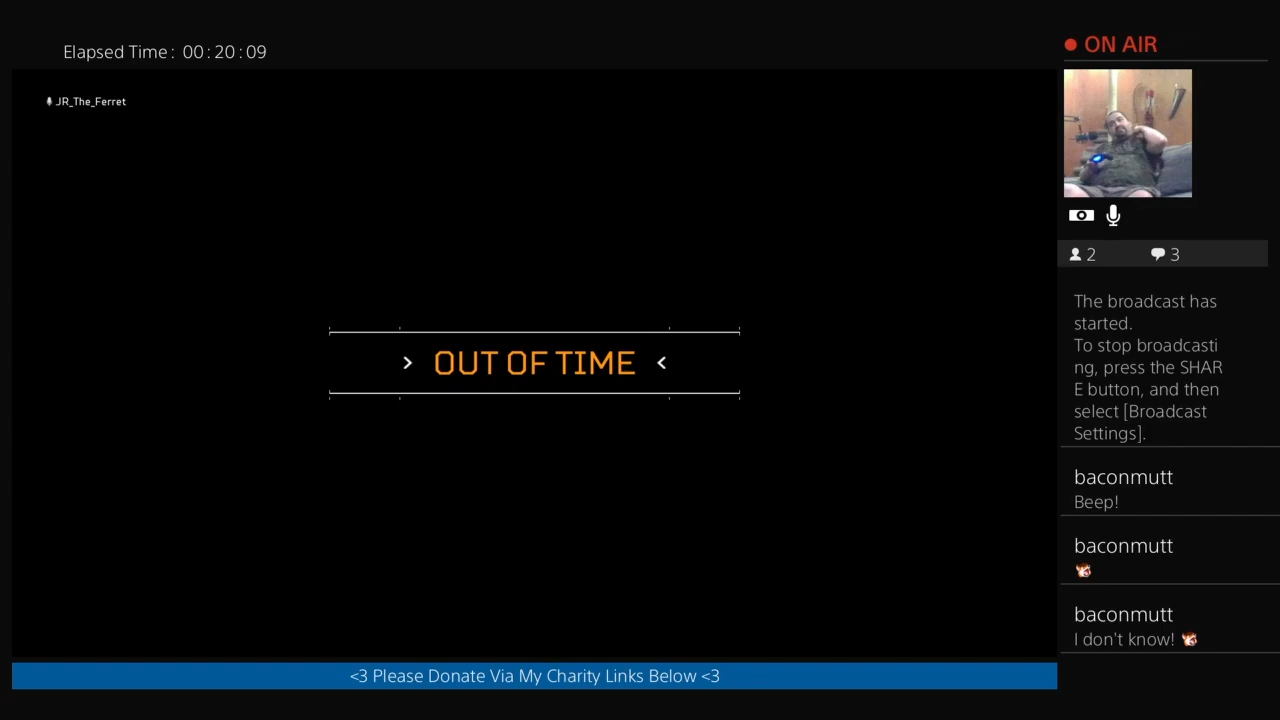 Elapsed Time: 00:20:09
ON AIR
JR_The_Ferret
2 3
The broadcast has
started.
To stop broadcasti
ng, press the SHAR
E button, and then
select [Broadcast
Settings].
> OUT OF TIME <
baconmutt
Beep!
baconmutt
baconmutt
I don't know!
<3 Please Donate Via My Charity Links Below <3